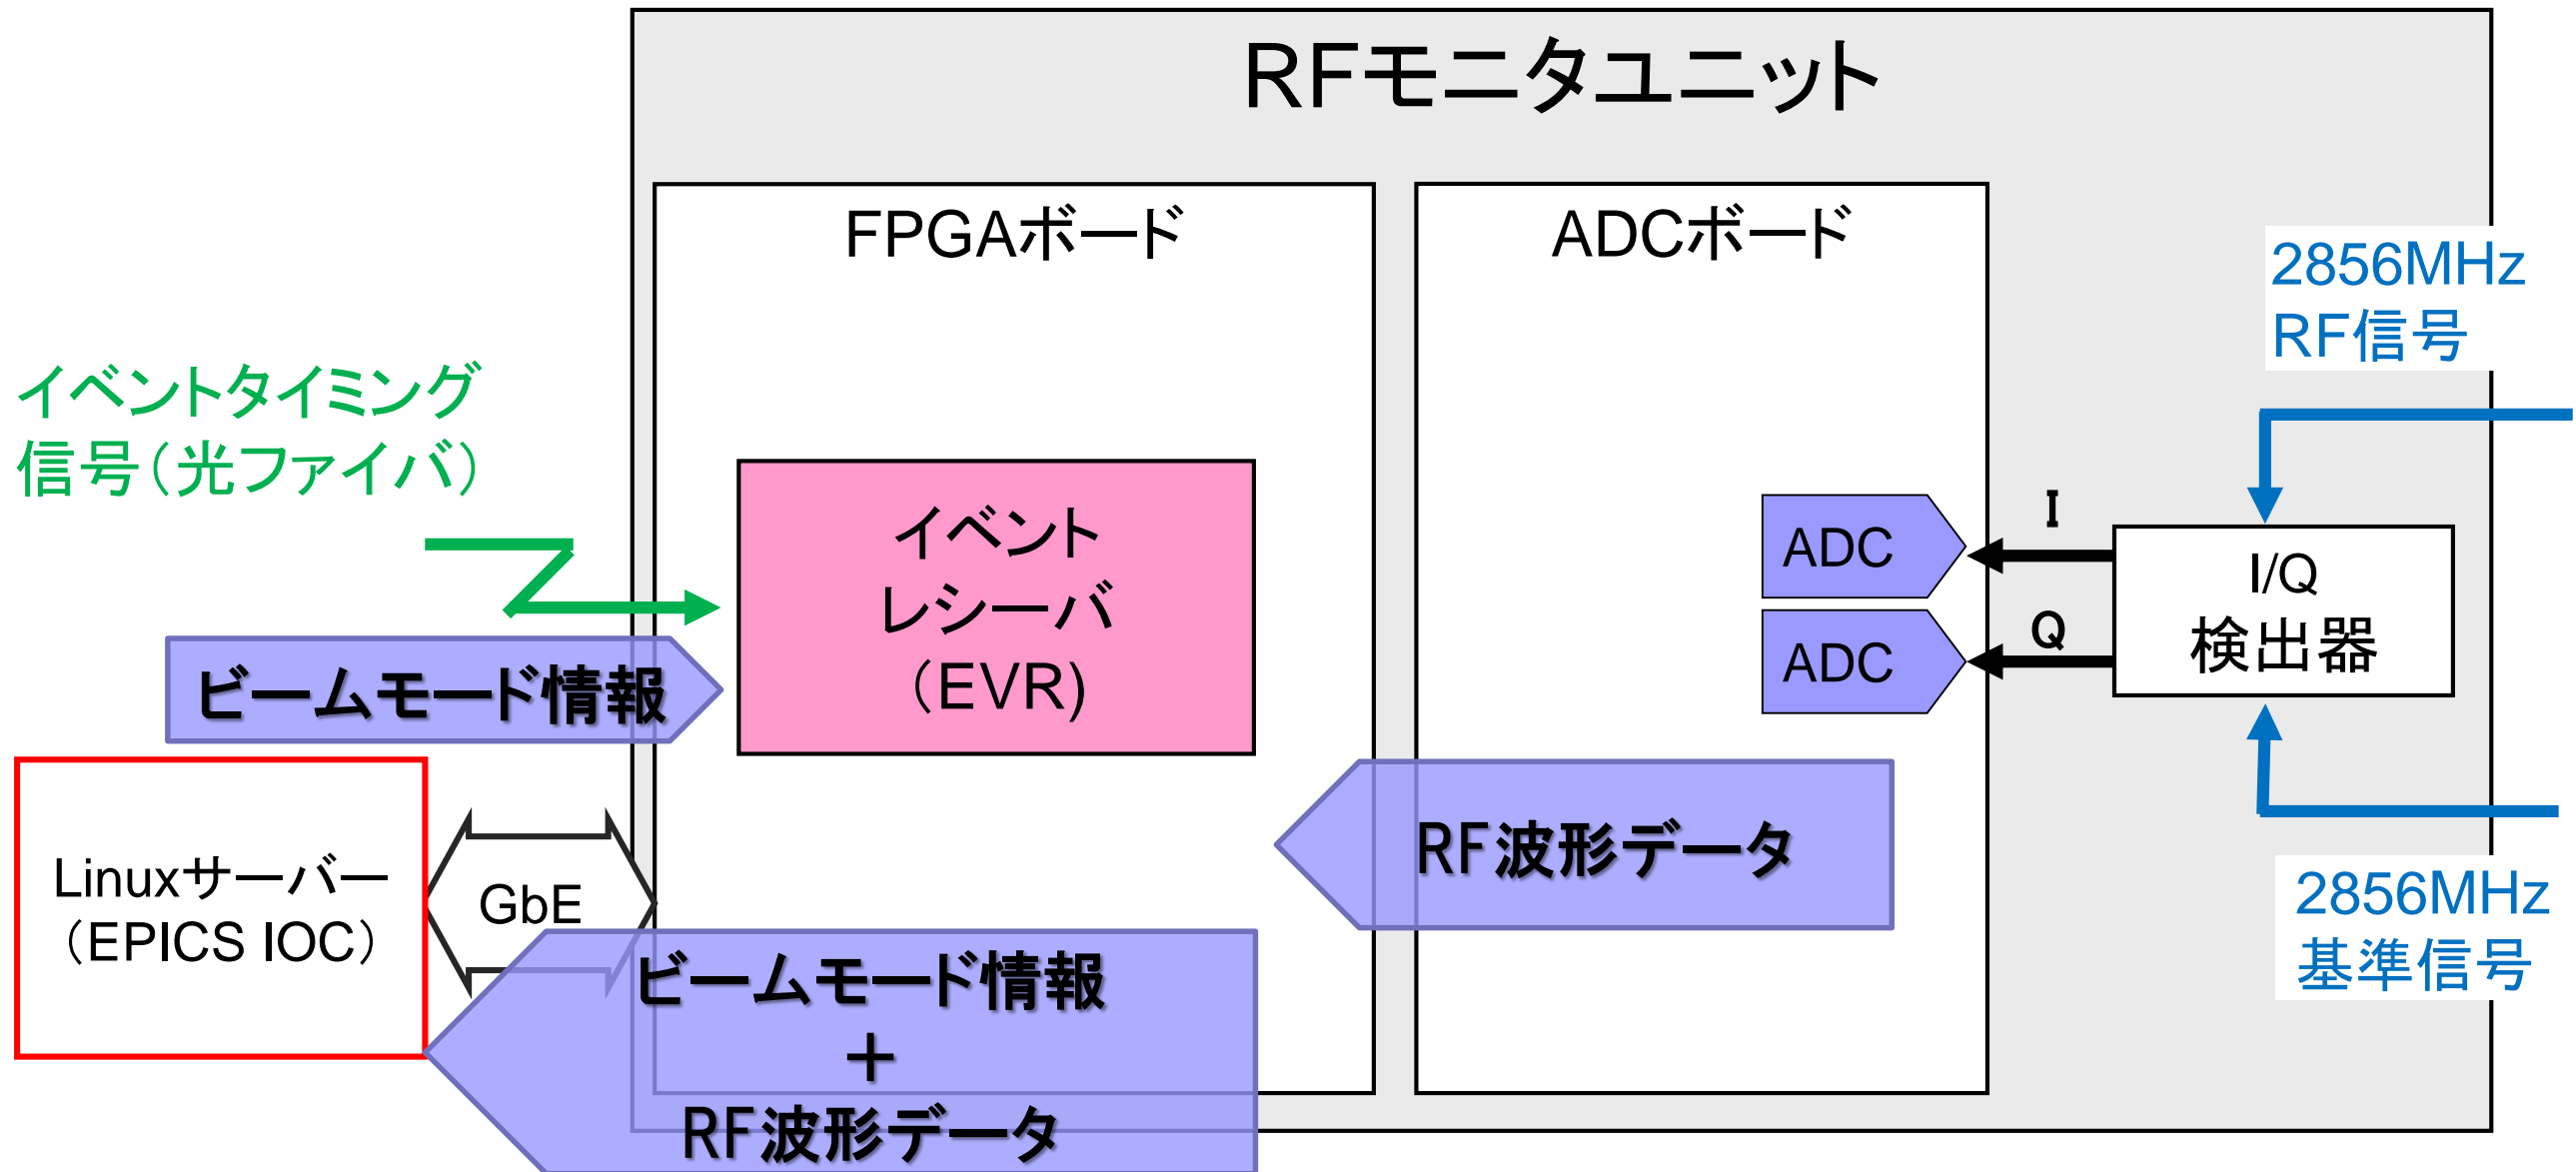 RFモニタユニット
FPGAボード
ADCボード
2856MHz
RF信号
イベントタイミング
信号（光ファイバ）
イベント
レシーバ
（EVR)
ADC
ADC
I
Q
I/Q
検出器
ビームモード情報
RF波形データ
Linuxサーバー
（EPICS IOC）
GbE
2856MHz
基準信号
ビームモード情報
＋
RF波形データ